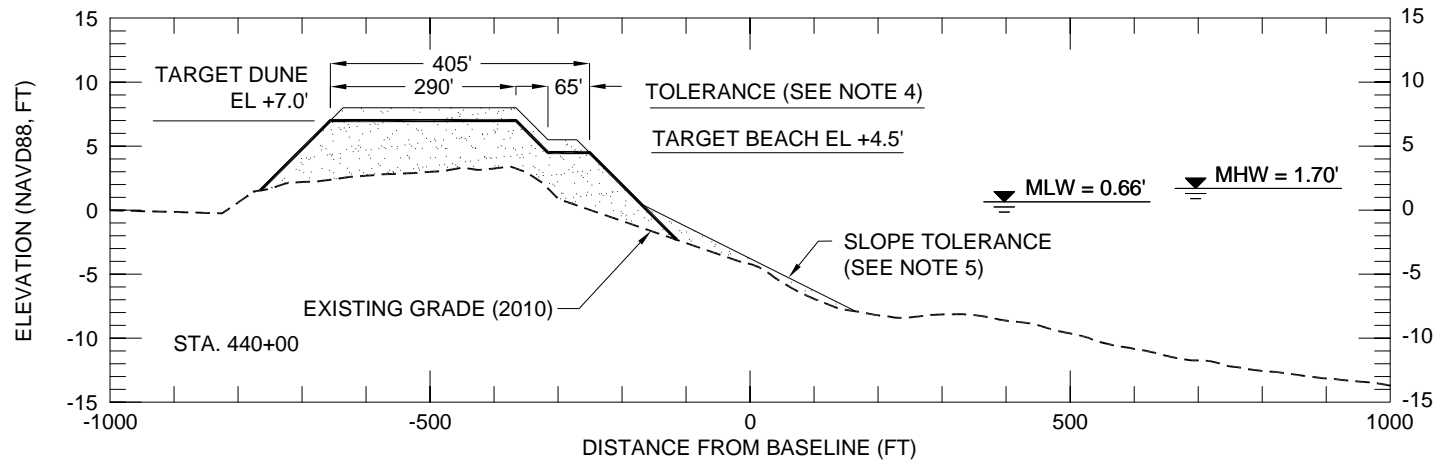 15
10
5
0
-5
-10
-15
ELEVATION (NAVD88, FT)
405'
290'
65'
TARGET DUNE
EL +7.0'
TOLERANCE (SEE NOTE 4)
TARGET BEACH EL +4.5'
MLW = 0.66'
MHW = 1.70'
SLOPE TOLERANCE
(SEE NOTE 5)
EXISTING GRADE (2010)
STA. 440+00
15
10
5
0
-5
-10
-15
-1000
-500
0
500
1000
DISTANCE FROM BASELINE (FT)